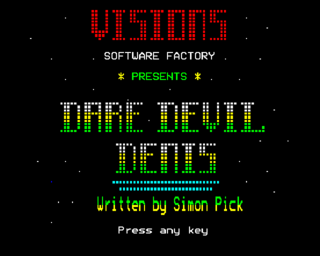 VISIONS
SOFTWARE FACTORY
* PRESENTS *
DARE DEVIL
DENIS
Written by Simon Pick
Press any key